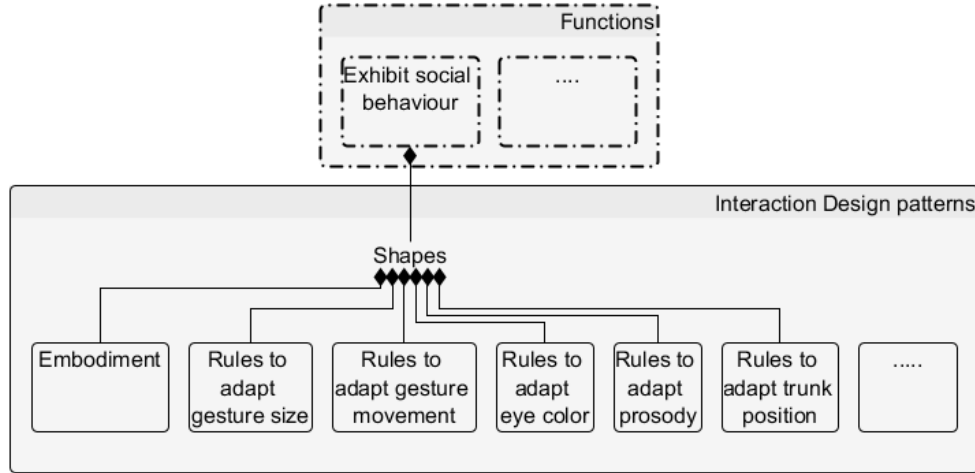 Functions
Exhibit social
behaviour
....
Interaction Design patterns
Shapes
Embodiment
Rules to
adapt
gesture size
Rules to
adapt gesture
movement
Rules to
adapt
eye color
Rules to
adapt
prosody
Rules to
adapt trunk
position
.....